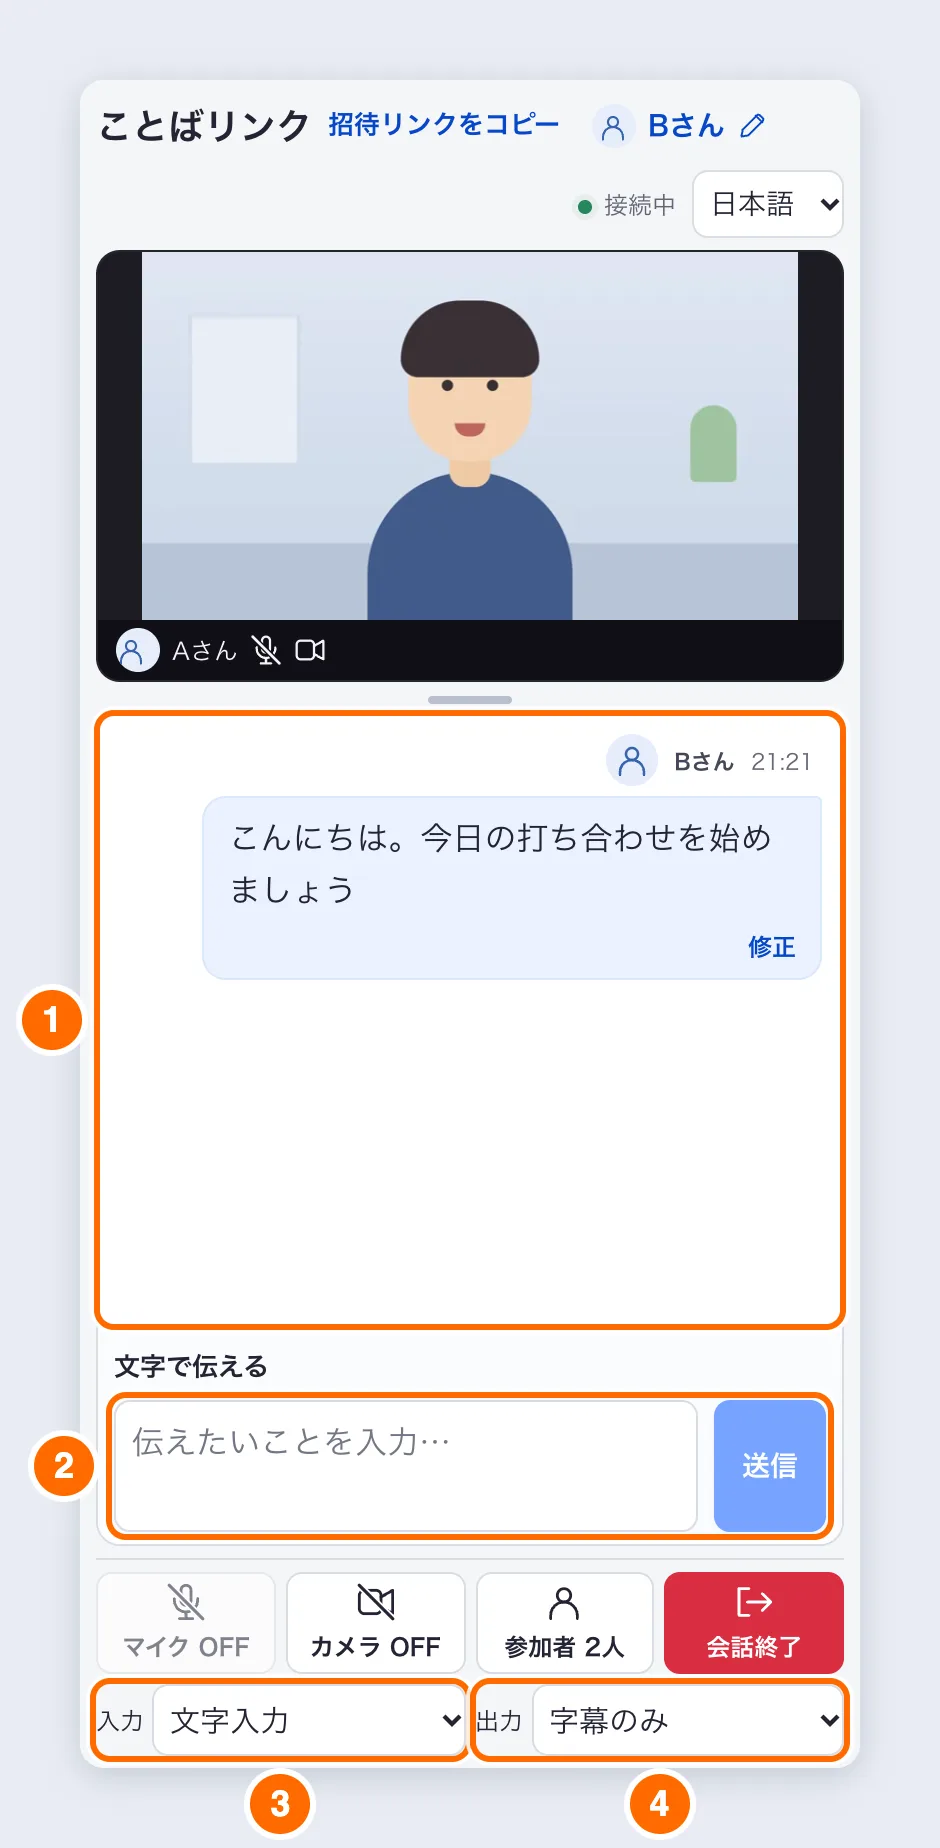 ことばリンク 招待リンクをコピー Bさん
接続中 日本語
Aさん
Bさん 21:21
こんにちは。今日の打ち合わせを始め
ましょう
修正
1
文字で伝える
伝えたいことを入力…
送信
2
マイク OFF カメラ OFF 参加者 2人 会話終了
入力 文字入力 出力 字幕のみ
3 4